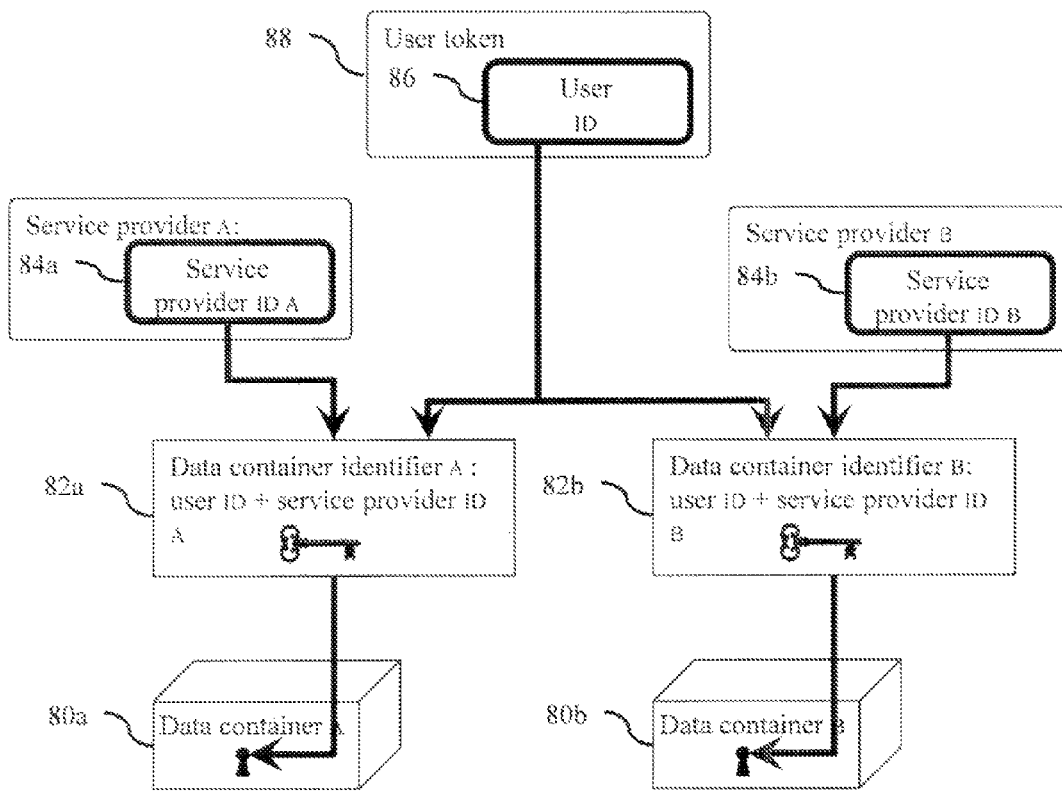 88
User token
86
User
ID
Service provider A:
84a
Service
provider ID A
Service provider B
84b
Service
provider ID B
82a
Data container identifier A :
user ID + service provider ID
A
82b
Data container identifier B:
user ID + service provider ID
B
80a
Data container A
80b
Data container B